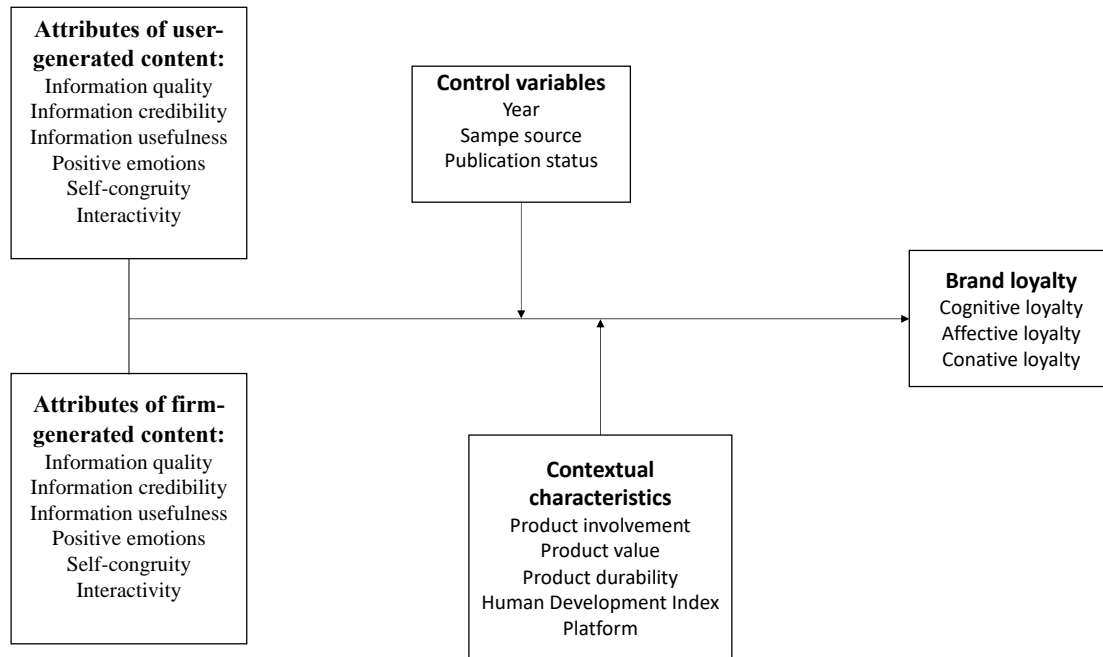 Attributes of user-
generated content:
Information quality
Information credibility
Information usefulness
Positive emotions
Self-congruity
Interactivity
Control variables
Year
Sampe source
Publication status
Brand loyalty
Cognitive loyalty
Affective loyalty
Conative loyalty
Attributes of firm-
generated content:
Information quality
Information credibility
Information usefulness
Positive emotions
Self-congruity
Interactivity
Contextual
characteristics
Product involvement
Product value
Product durability
Human Development Index
Platform